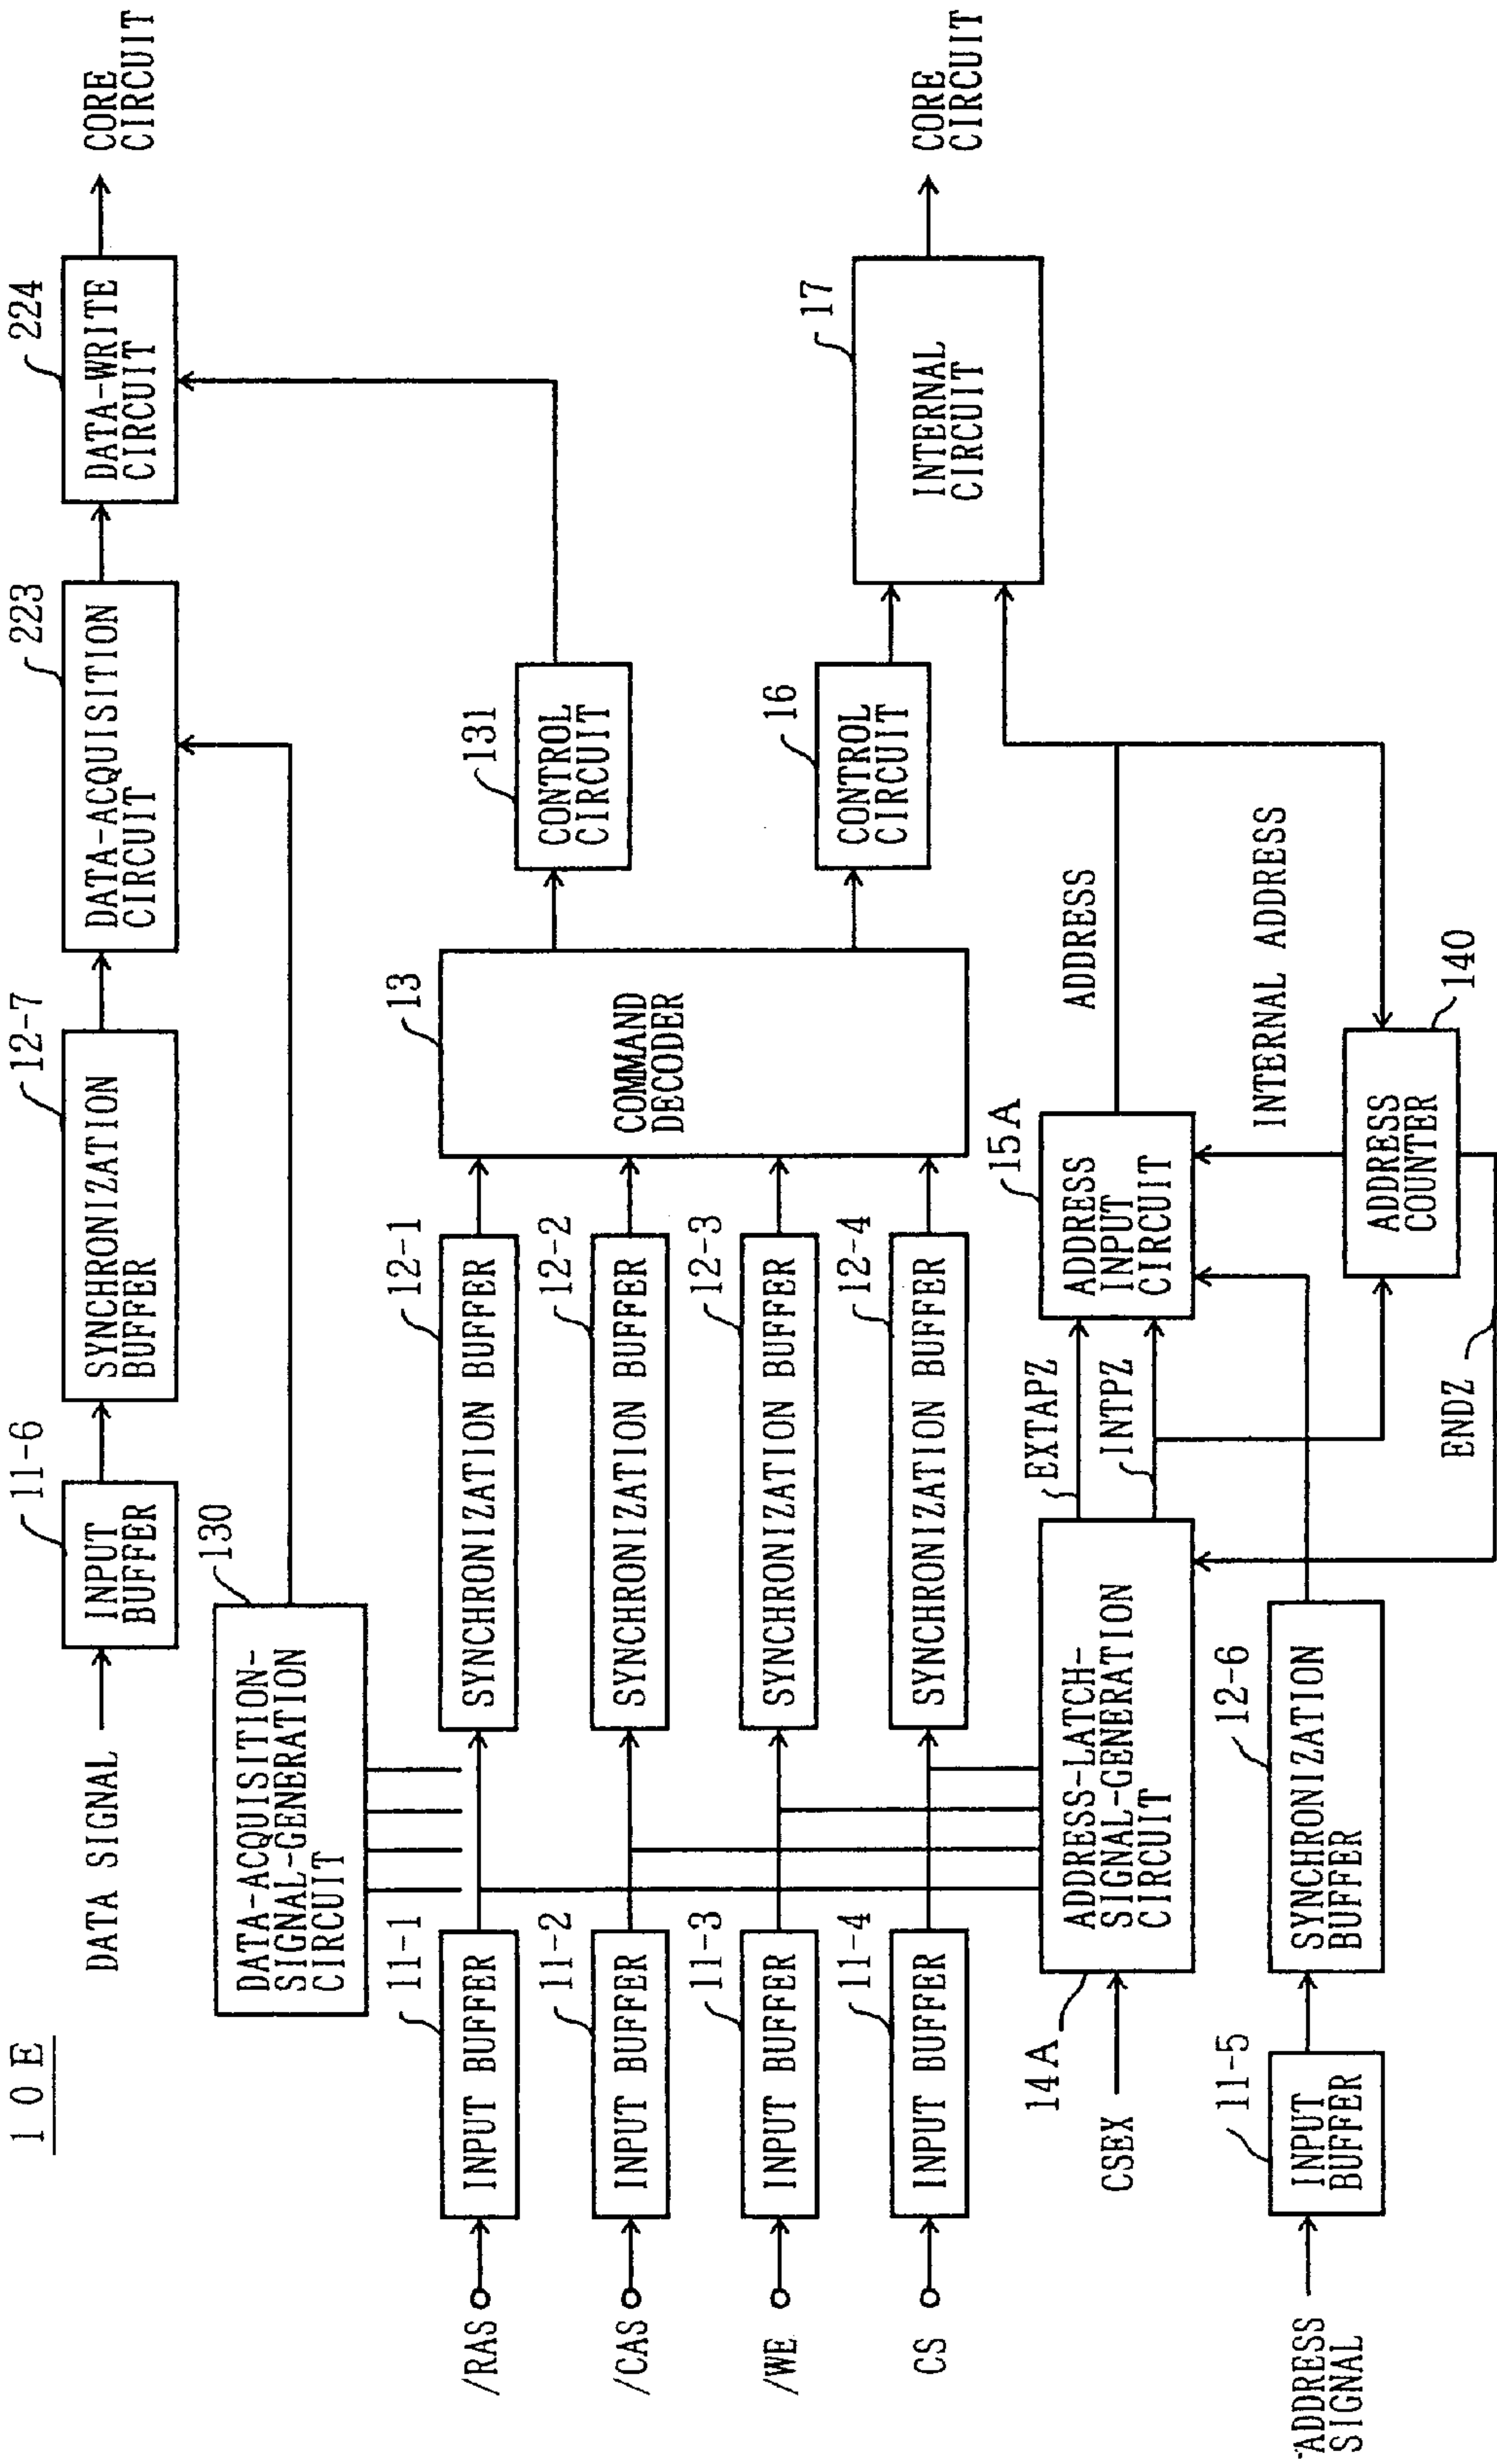 10E
DATA SIGNAL
11-6
INPUT
BUFFER
12-7
SYNCHRONIZATION
BUFFER
223
DATA-ACQUISITION
CIRCUIT
224
DATA-WRITE
CIRCUIT
CORE
CIRCUIT
130
DATA-ACQUISITION-
SIGNAL-GENERATION
CIRCUIT
/RAS
11-1
INPUT BUFFER
12-1
SYNCHRONIZATION BUFFER
/CAS
11-2
INPUT BUFFER
12-2
SYNCHRONIZATION BUFFER
/WE
11-3
INPUT BUFFER
12-3
SYNCHRONIZATION BUFFER
CS
11-4
INPUT BUFFER
12-4
SYNCHRONIZATION BUFFER
13
COMMAND
DECODER
131
CONTROL
CIRCUIT
16
CONTROL
CIRCUIT
17
INTERNAL
CIRCUIT
CORE
CIRCUIT
CSEX
14A
ADDRESS-LATCH-
SIGNAL-GENERATION
CIRCUIT
EXTAPZ
INTPZ
15A
ADDRESS
INPUT
CIRCUIT
ADDRESS
INTERNAL ADDRESS
ADDRESS
SIGNAL
11-5
INPUT
BUFFER
12-6
SYNCHRONIZATION
BUFFER
140
ADDRESS
COUNTER
ENDZ